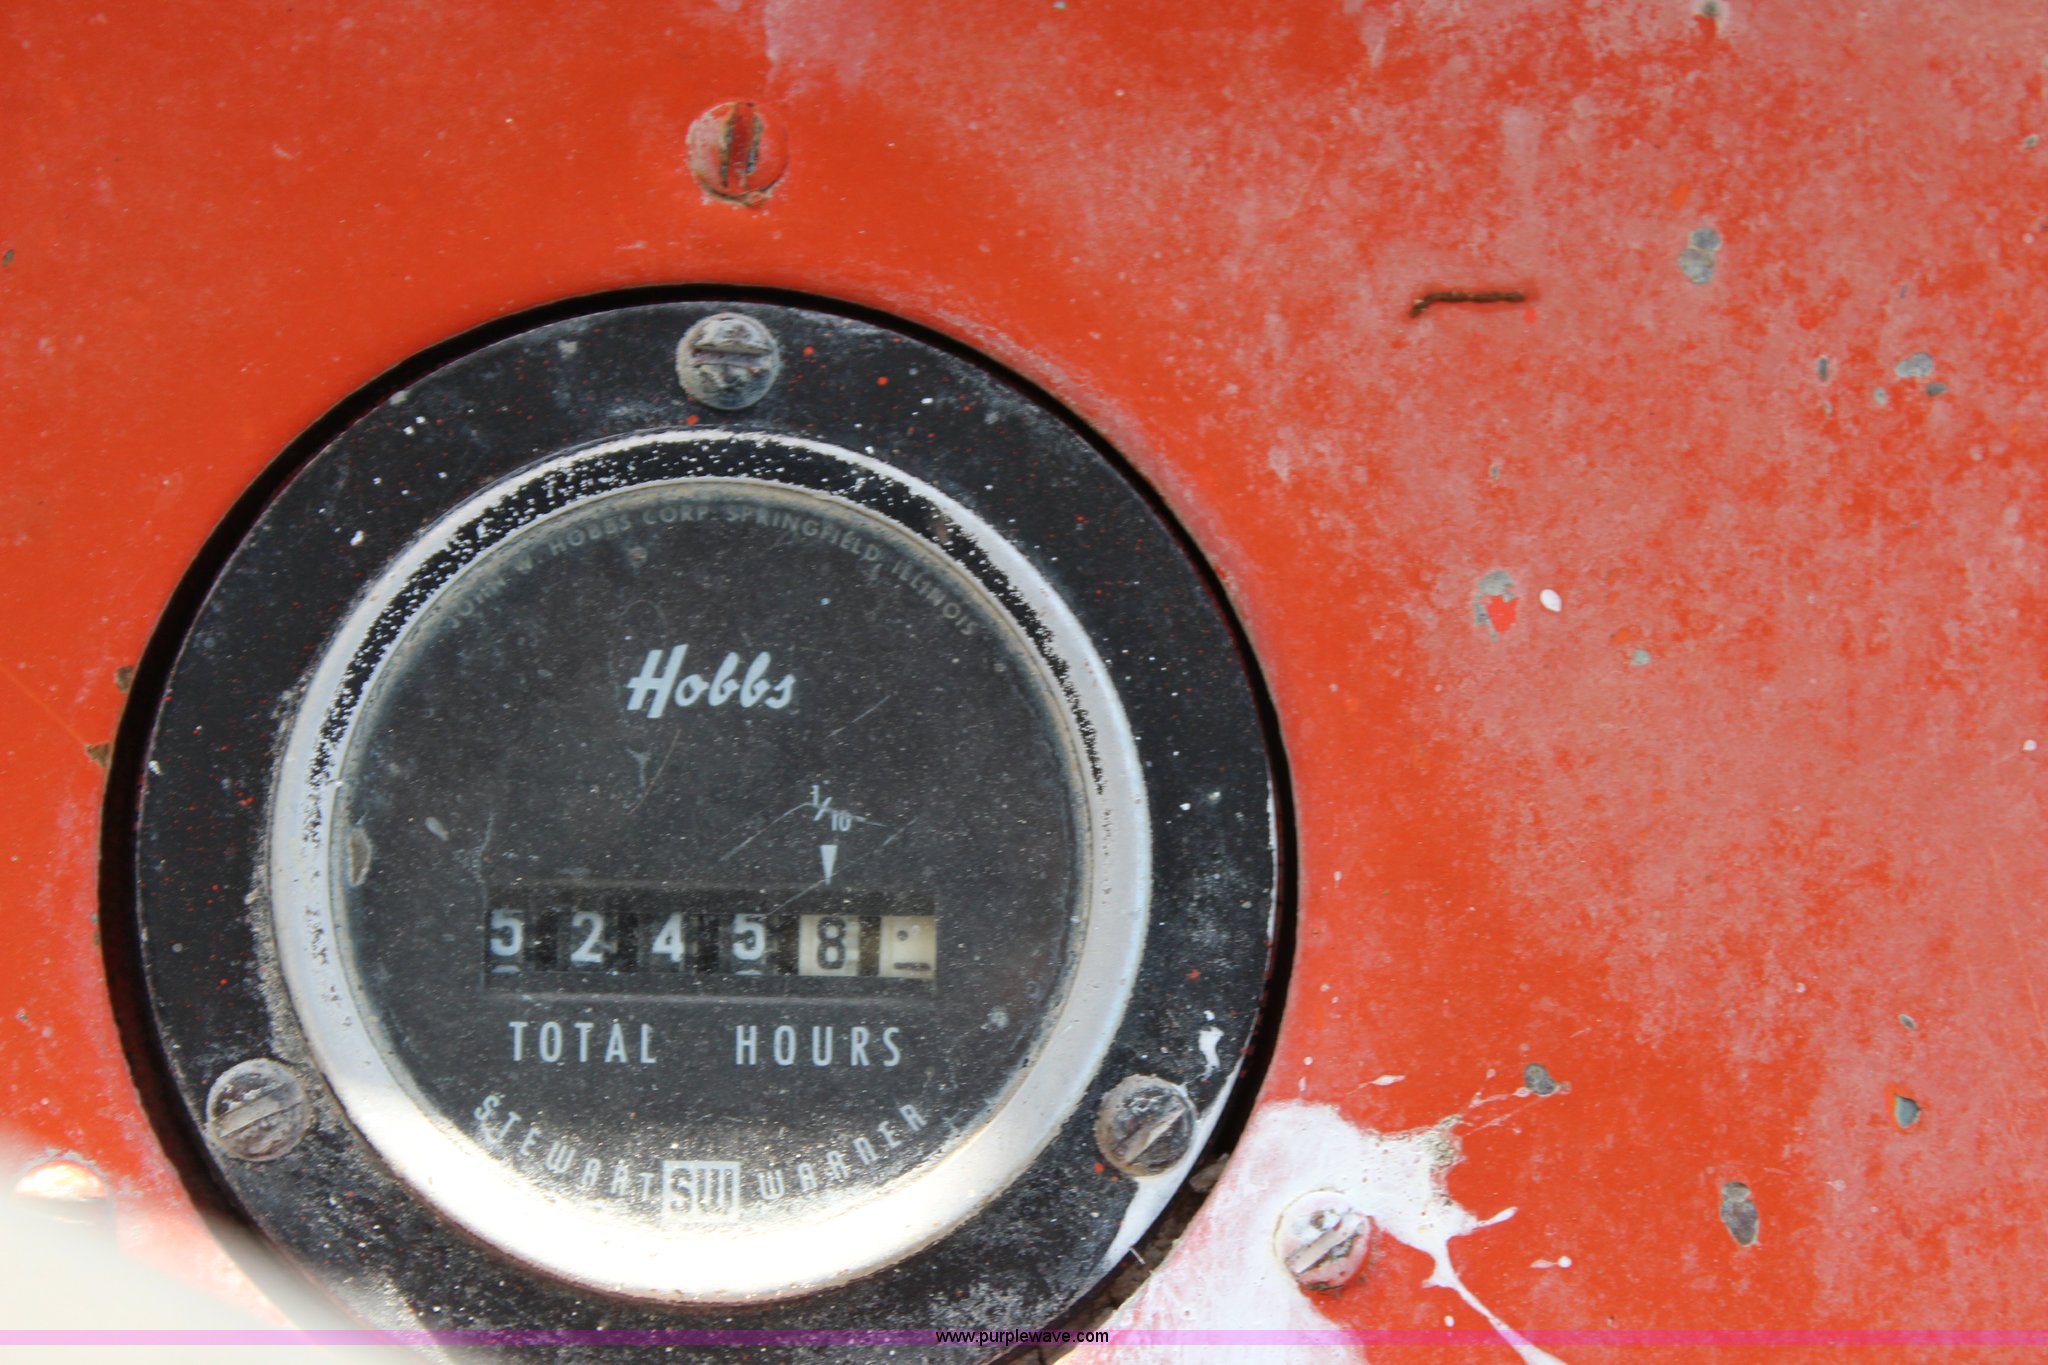 JOHN W. HOBBS CORP. SPRINGFIELD, ILLINOIS
Hobbs
1/10
5 2 4 5 8
TOTAL HOURS
STEWART SW WARNER
www.purplewave.com